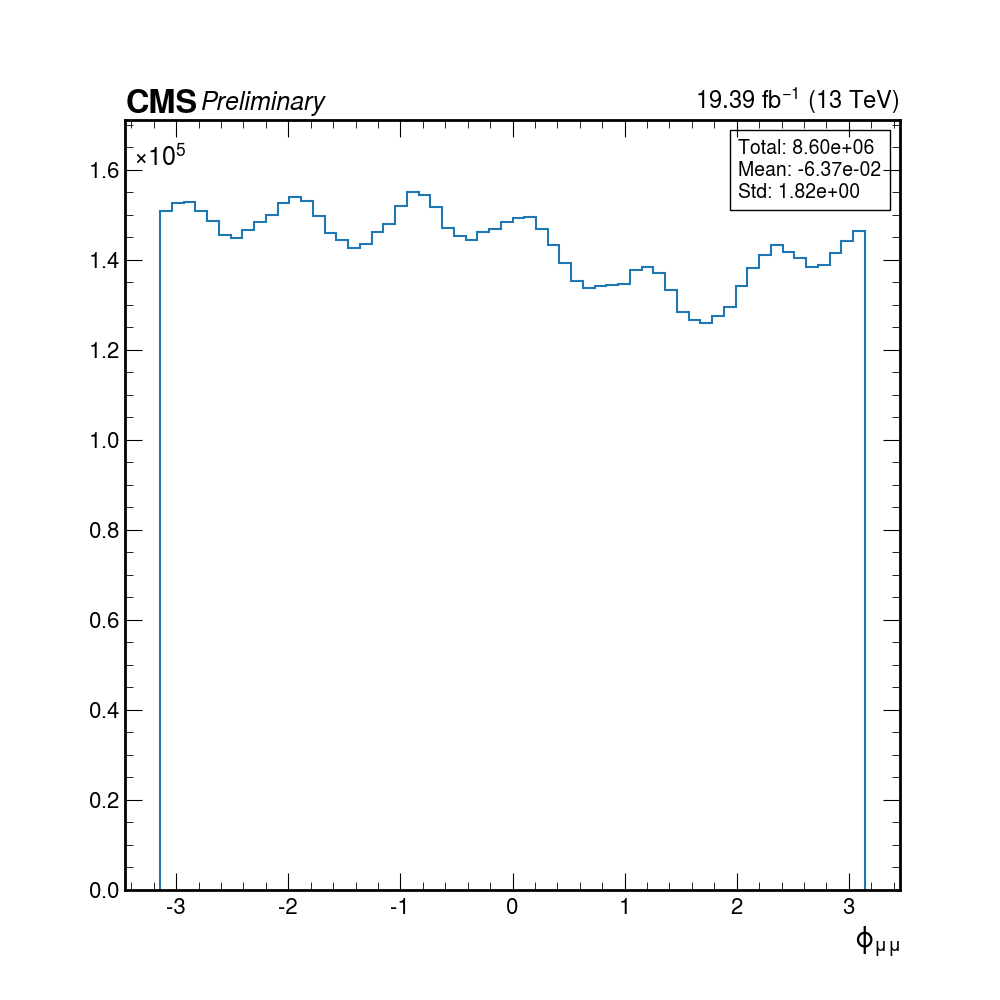 CMS Preliminary
19.39 fb⁻¹ (13 TeV)
×10⁵
Total: 8.60e+06
Mean: -6.37e-02
Std: 1.82e+00
1.6
1.4
1.2
1.0
0.8
0.6
0.4
0.2
0.0
-3 -2 -1 0 1 2 3
ϕμμ